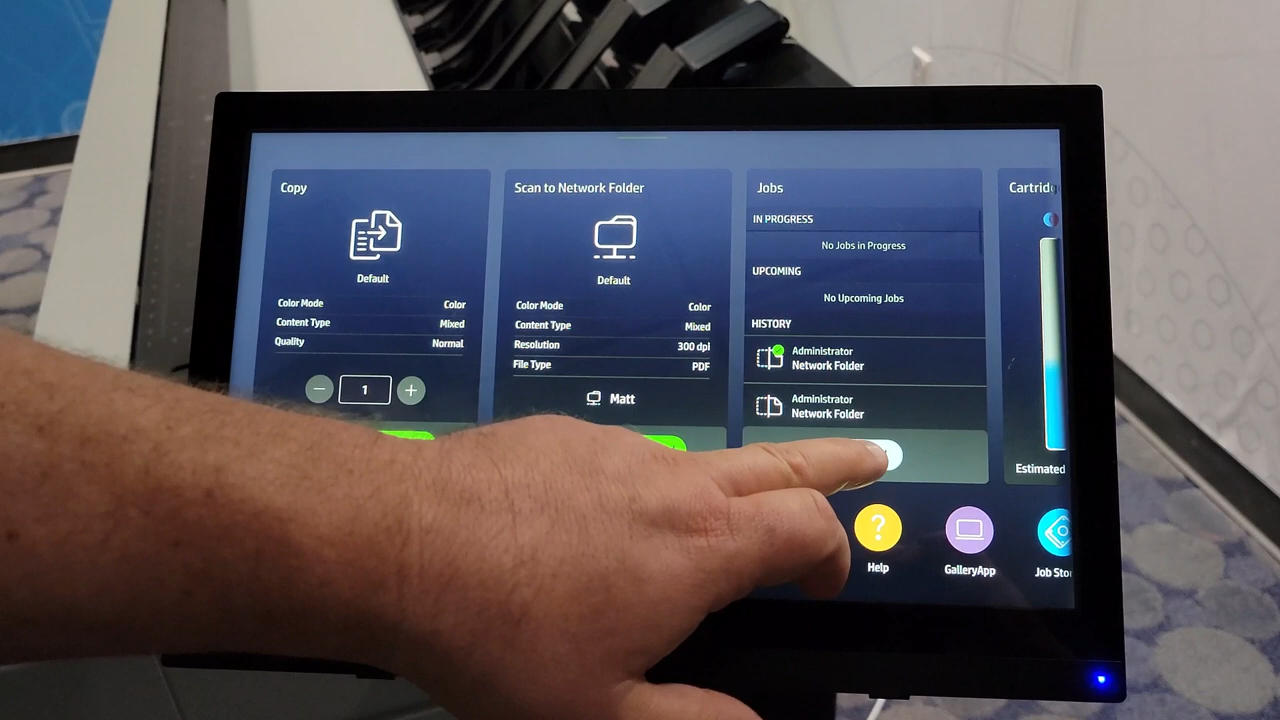 Copy
Default
Color Mode Color
Content Type Mixed
Quality Normal
1
Scan to Network Folder
Default
Color Mode Color
Content Type Mixed
Resolution 300 dpi
File Type PDF
Matt
Jobs
IN PROGRESS
No Jobs in Progress
UPCOMING
No Upcoming Jobs
HISTORY
Administrator
Network Folder
Administrator
Network Folder
Estimated
Help
GalleryApp
Job